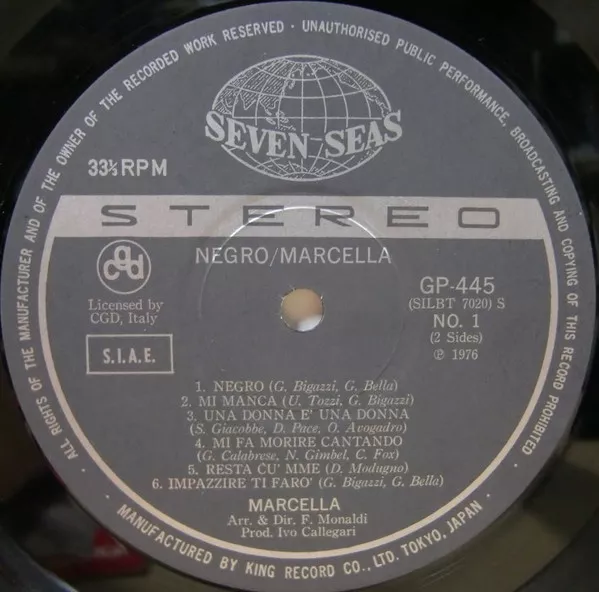 ALL RIGHTS OF THE MANUFACTURER AND OF THE OWNER OF THE RECORDED WORK RESERVED · UNAUTHORISED PUBLIC PERFORMANCE, BROADCASTING AND COPYING OF THIS RECORD PROHIBITED
SEVEN SEAS
33⅓ RPM
STEREO
NEGRO/MARCELLA
cgd
Licensed by
CGD, Italy
S.I.A.E.
GP-445
(SILBT 7020) S
NO. 1
(2 Sides)
℗ 1976
1. NEGRO (G. Bigazzi, G. Bella)
2. MI MANCA (U. Tozzi, G. Bigazzi)
3. UNA DONNA E' UNA DONNA
(S. Giacobbe, D. Pace, O. Avogadro)
4. MI FA MORIRE CANTANDO
(G. Calabrese, N. Gimbel, C. Fox)
5. RESTA CU' MME (D. Modugno)
6. IMPAZZIRE TI FARO' (G. Bigazzi, G. Bella)
MARCELLA
Arr. & Dir. F. Monaldi
Prod. Ivo Callegari
MANUFACTURED BY KING RECORD CO., LTD. TOKYO, JAPAN